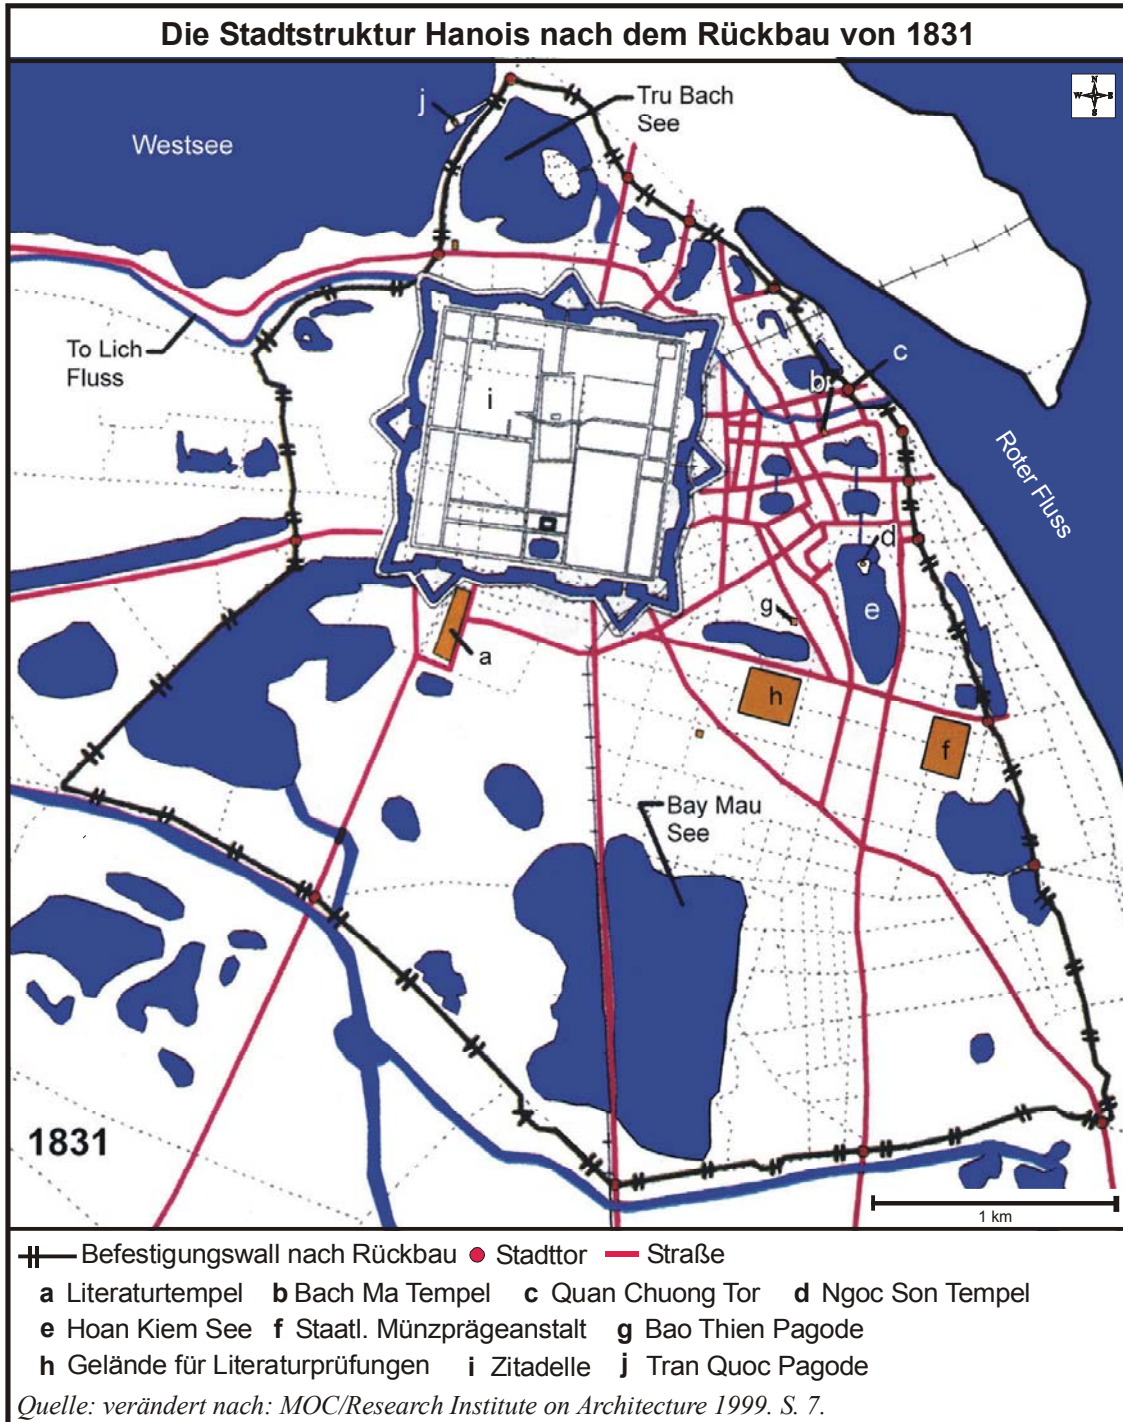 Die Stadtstruktur Hanois nach dem Rückbau von 1831
N
W E
S
j
Tru Bach
See
Westsee
To Lich
Fluss
c
b
i
Roter Fluss
d
g
e
a
h
f
Bay Mau
See
1831
1 km
Befestigungswall nach Rückbau Stadttor Straße
a Literaturtempel b Bach Ma Tempel c Quan Chuong Tor d Ngoc Son Tempel
e Hoan Kiem See f Staatl. Münzprägeanstalt g Bao Thien Pagode
h Gelände für Literaturprüfungen i Zitadelle j Tran Quoc Pagode
Quelle: verändert nach: MOC/Research Institute on Architecture 1999. S. 7.